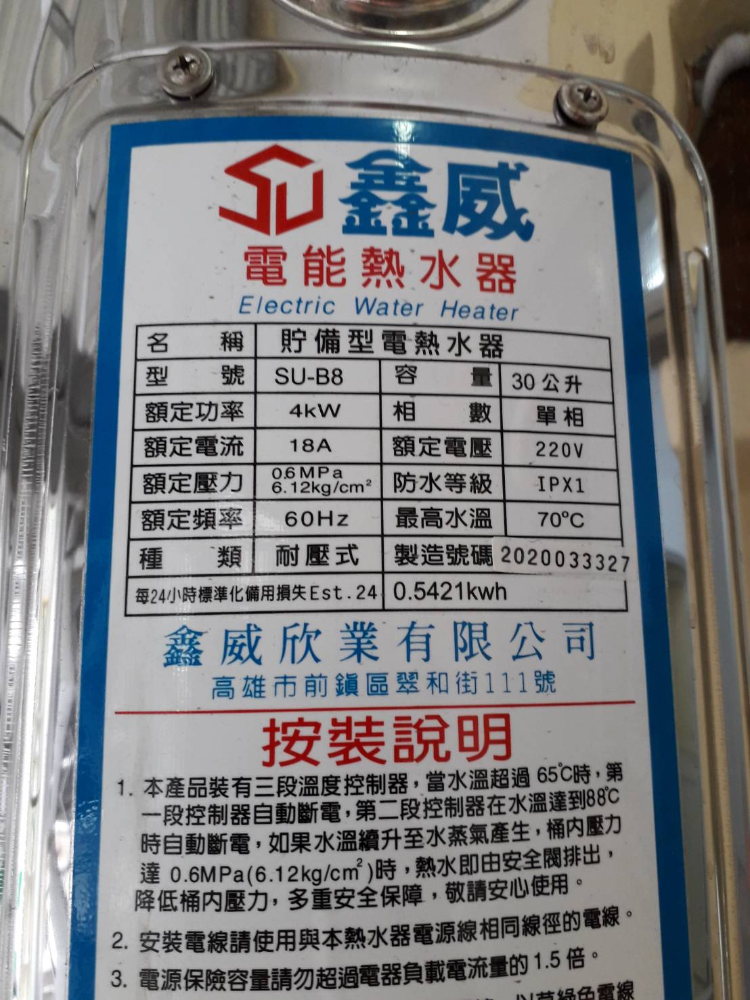 SU 鑫威
電能熱水器
Electric Water Heater
名稱 貯備型電熱水器
型號 SU-B8 容量 30公升
額定功率 4kW 相數 單相
額定電流 18A 額定電壓 220V
額定壓力 0.6MPa 6.12kg/cm² 防水等級 IPX1
額定頻率 60Hz 最高水溫 70℃
種類 耐壓式 製造號碼 2020033327
每24小時標準化備用損失Est.24 0.5421kwh
鑫威欣業有限公司
高雄市前鎮區翠和街111號
按裝說明
1. 本產品裝有三段溫度控制器，當水溫超過 65℃時，第
一段控制器自動斷電，第二段控制器在水溫達到88℃
時自動斷電，如果水溫續升至水蒸氣產生，桶內壓力
達 0.6MPa(6.12kg/cm²)時，熱水即由安全閥排出，
降低桶內壓力，多重安全保障，敬請安心使用。
2. 安裝電線請使用與本熱水器電源線相同線徑的電線。
3. 電源保險容量請勿超過電器負載電流量的 1.5 倍。
綠色電線